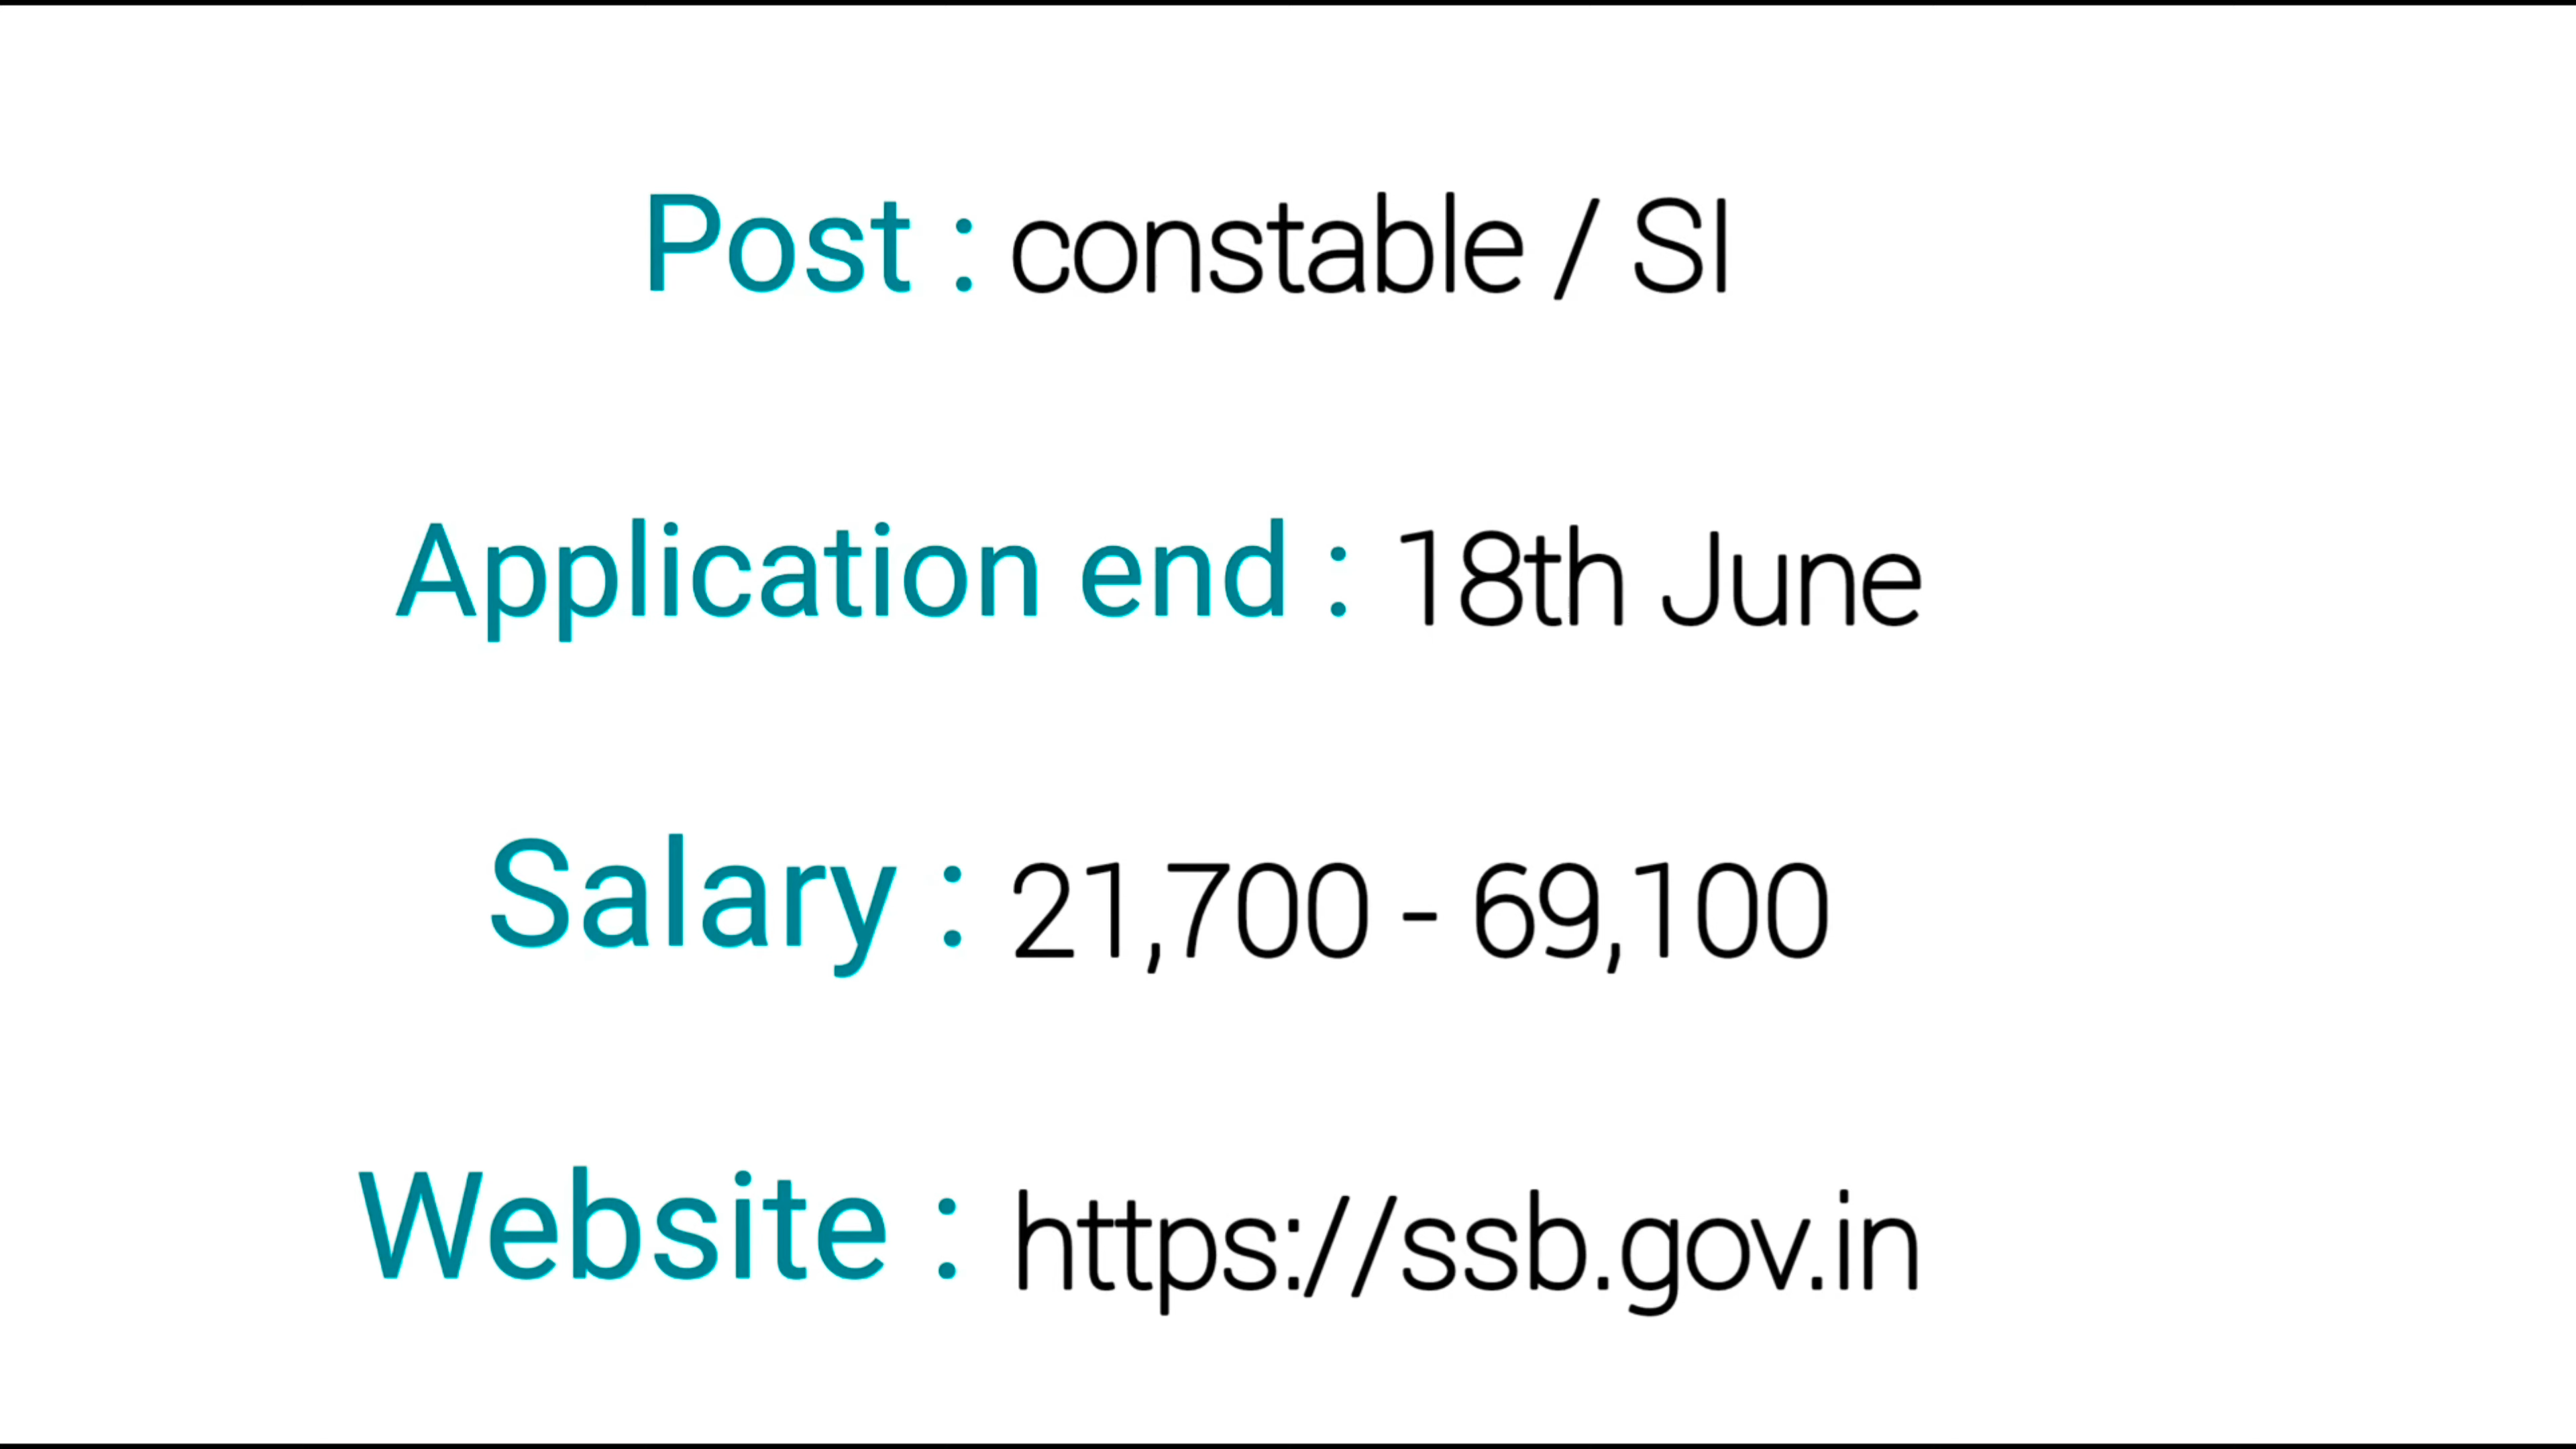 Post : constable / SI
Application end : 18th June
Salary : 21,700 - 69,100
Website : https://ssb.gov.in